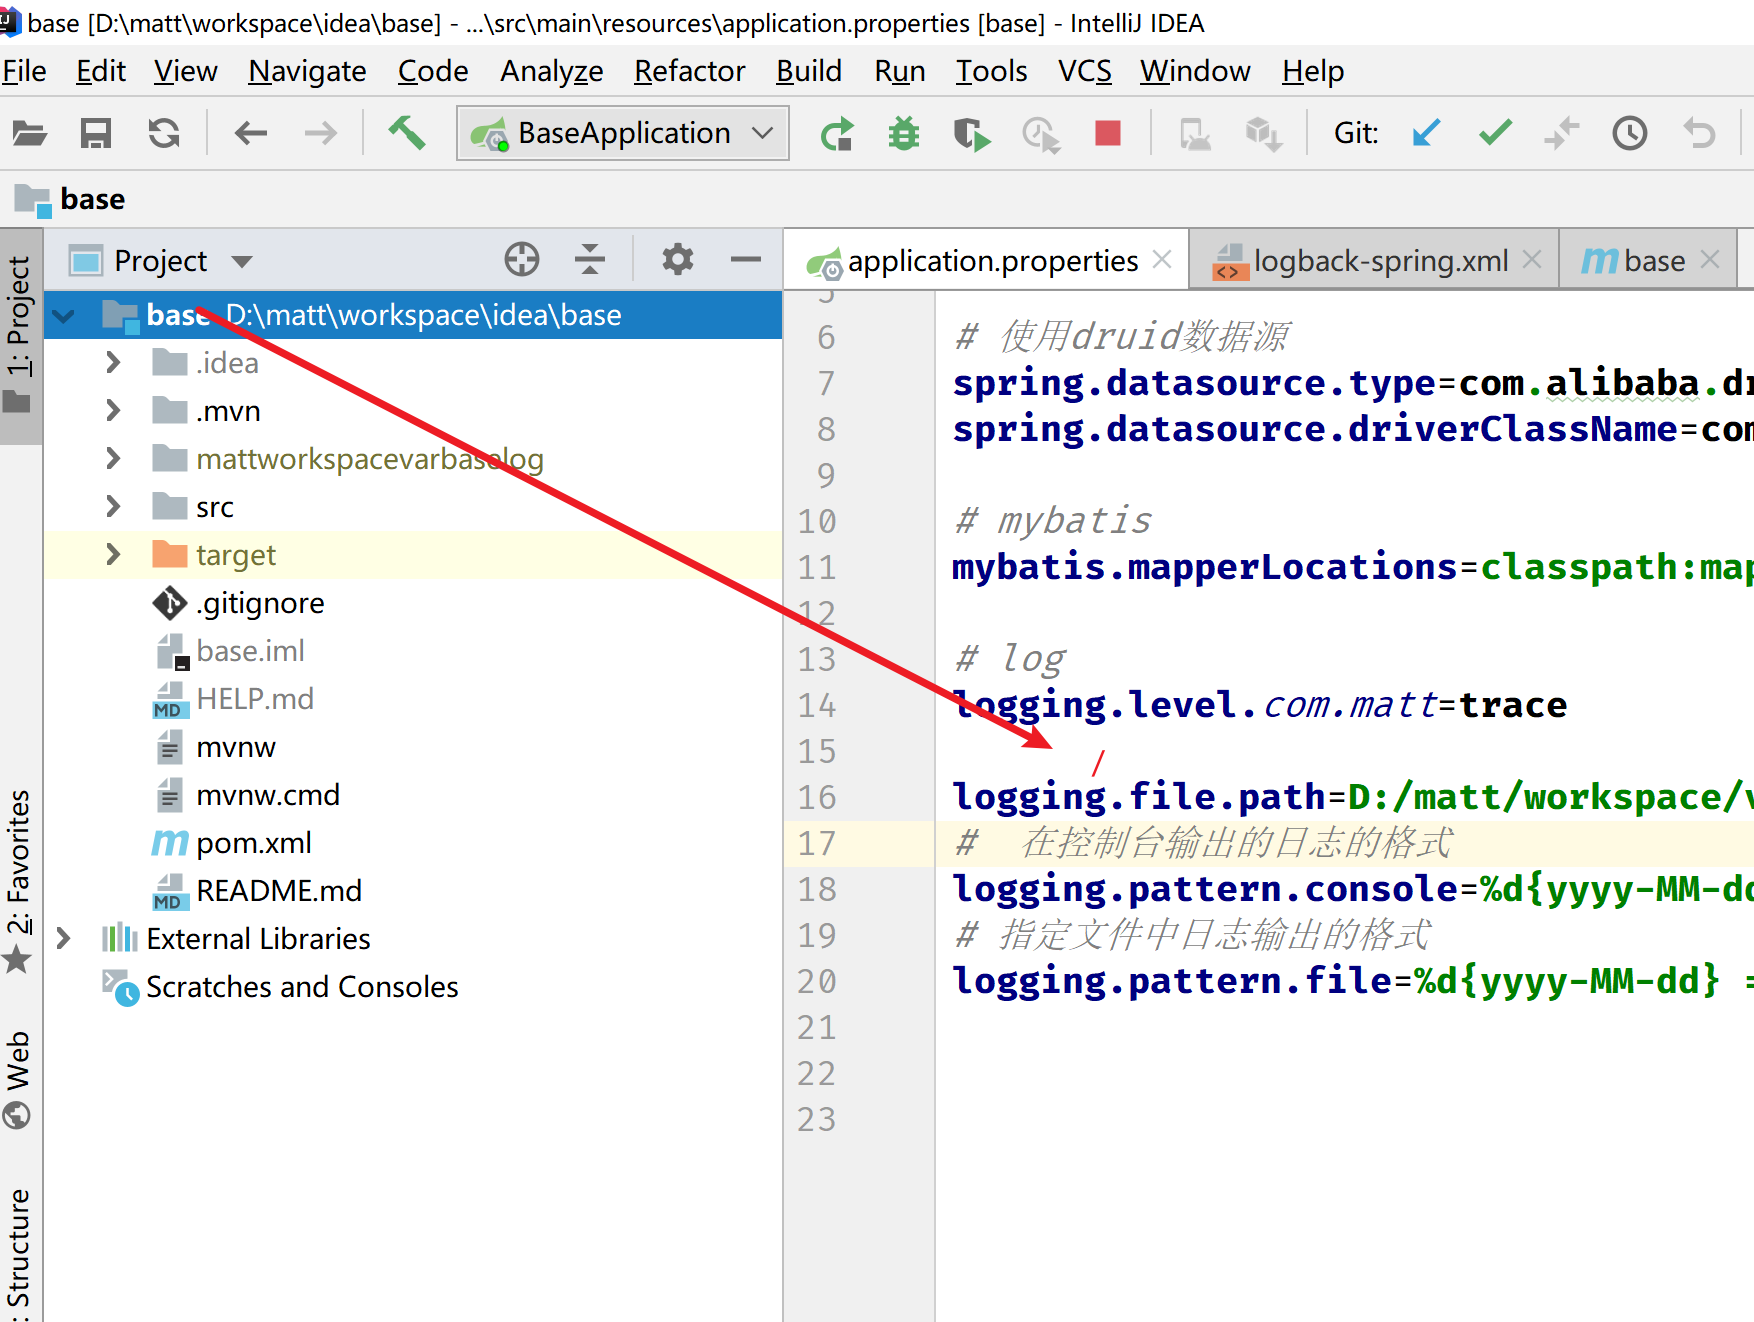 base [D:\matt\workspace\idea\base] - ...\src\main\resources\application.properties [base] - IntelliJ IDEA
File Edit View Navigate Code Analyze Refactor Build Run Tools VCS Window Help
BaseApplication Git:
base
1: Project
2: Favorites
Web
Structure
Project
base D:\matt\workspace\idea\base
.idea
.mvn
mattworkspacevarbaselog
src
target
.gitignore
base.iml
HELP.md
mvnw
mvnw.cmd
pom.xml
README.md
External Libraries
Scratches and Consoles
application.properties logback-spring.xml base
5
6 # 使用druid数据源
7 spring.datasource.type=com.alibaba.dr
8 spring.datasource.driverClassName=com
9
10 # mybatis
11 mybatis.mapperLocations=classpath:map
12
13 # log
14 logging.level.com.matt=trace
15
/
16 logging.file.path=D:/matt/workspace/v
17 # 在控制台输出的日志的格式
18 logging.pattern.console=%d{yyyy-MM-dd
19 # 指定文件中日志输出的格式
20 logging.pattern.file=%d{yyyy-MM-dd} =
21
22
23